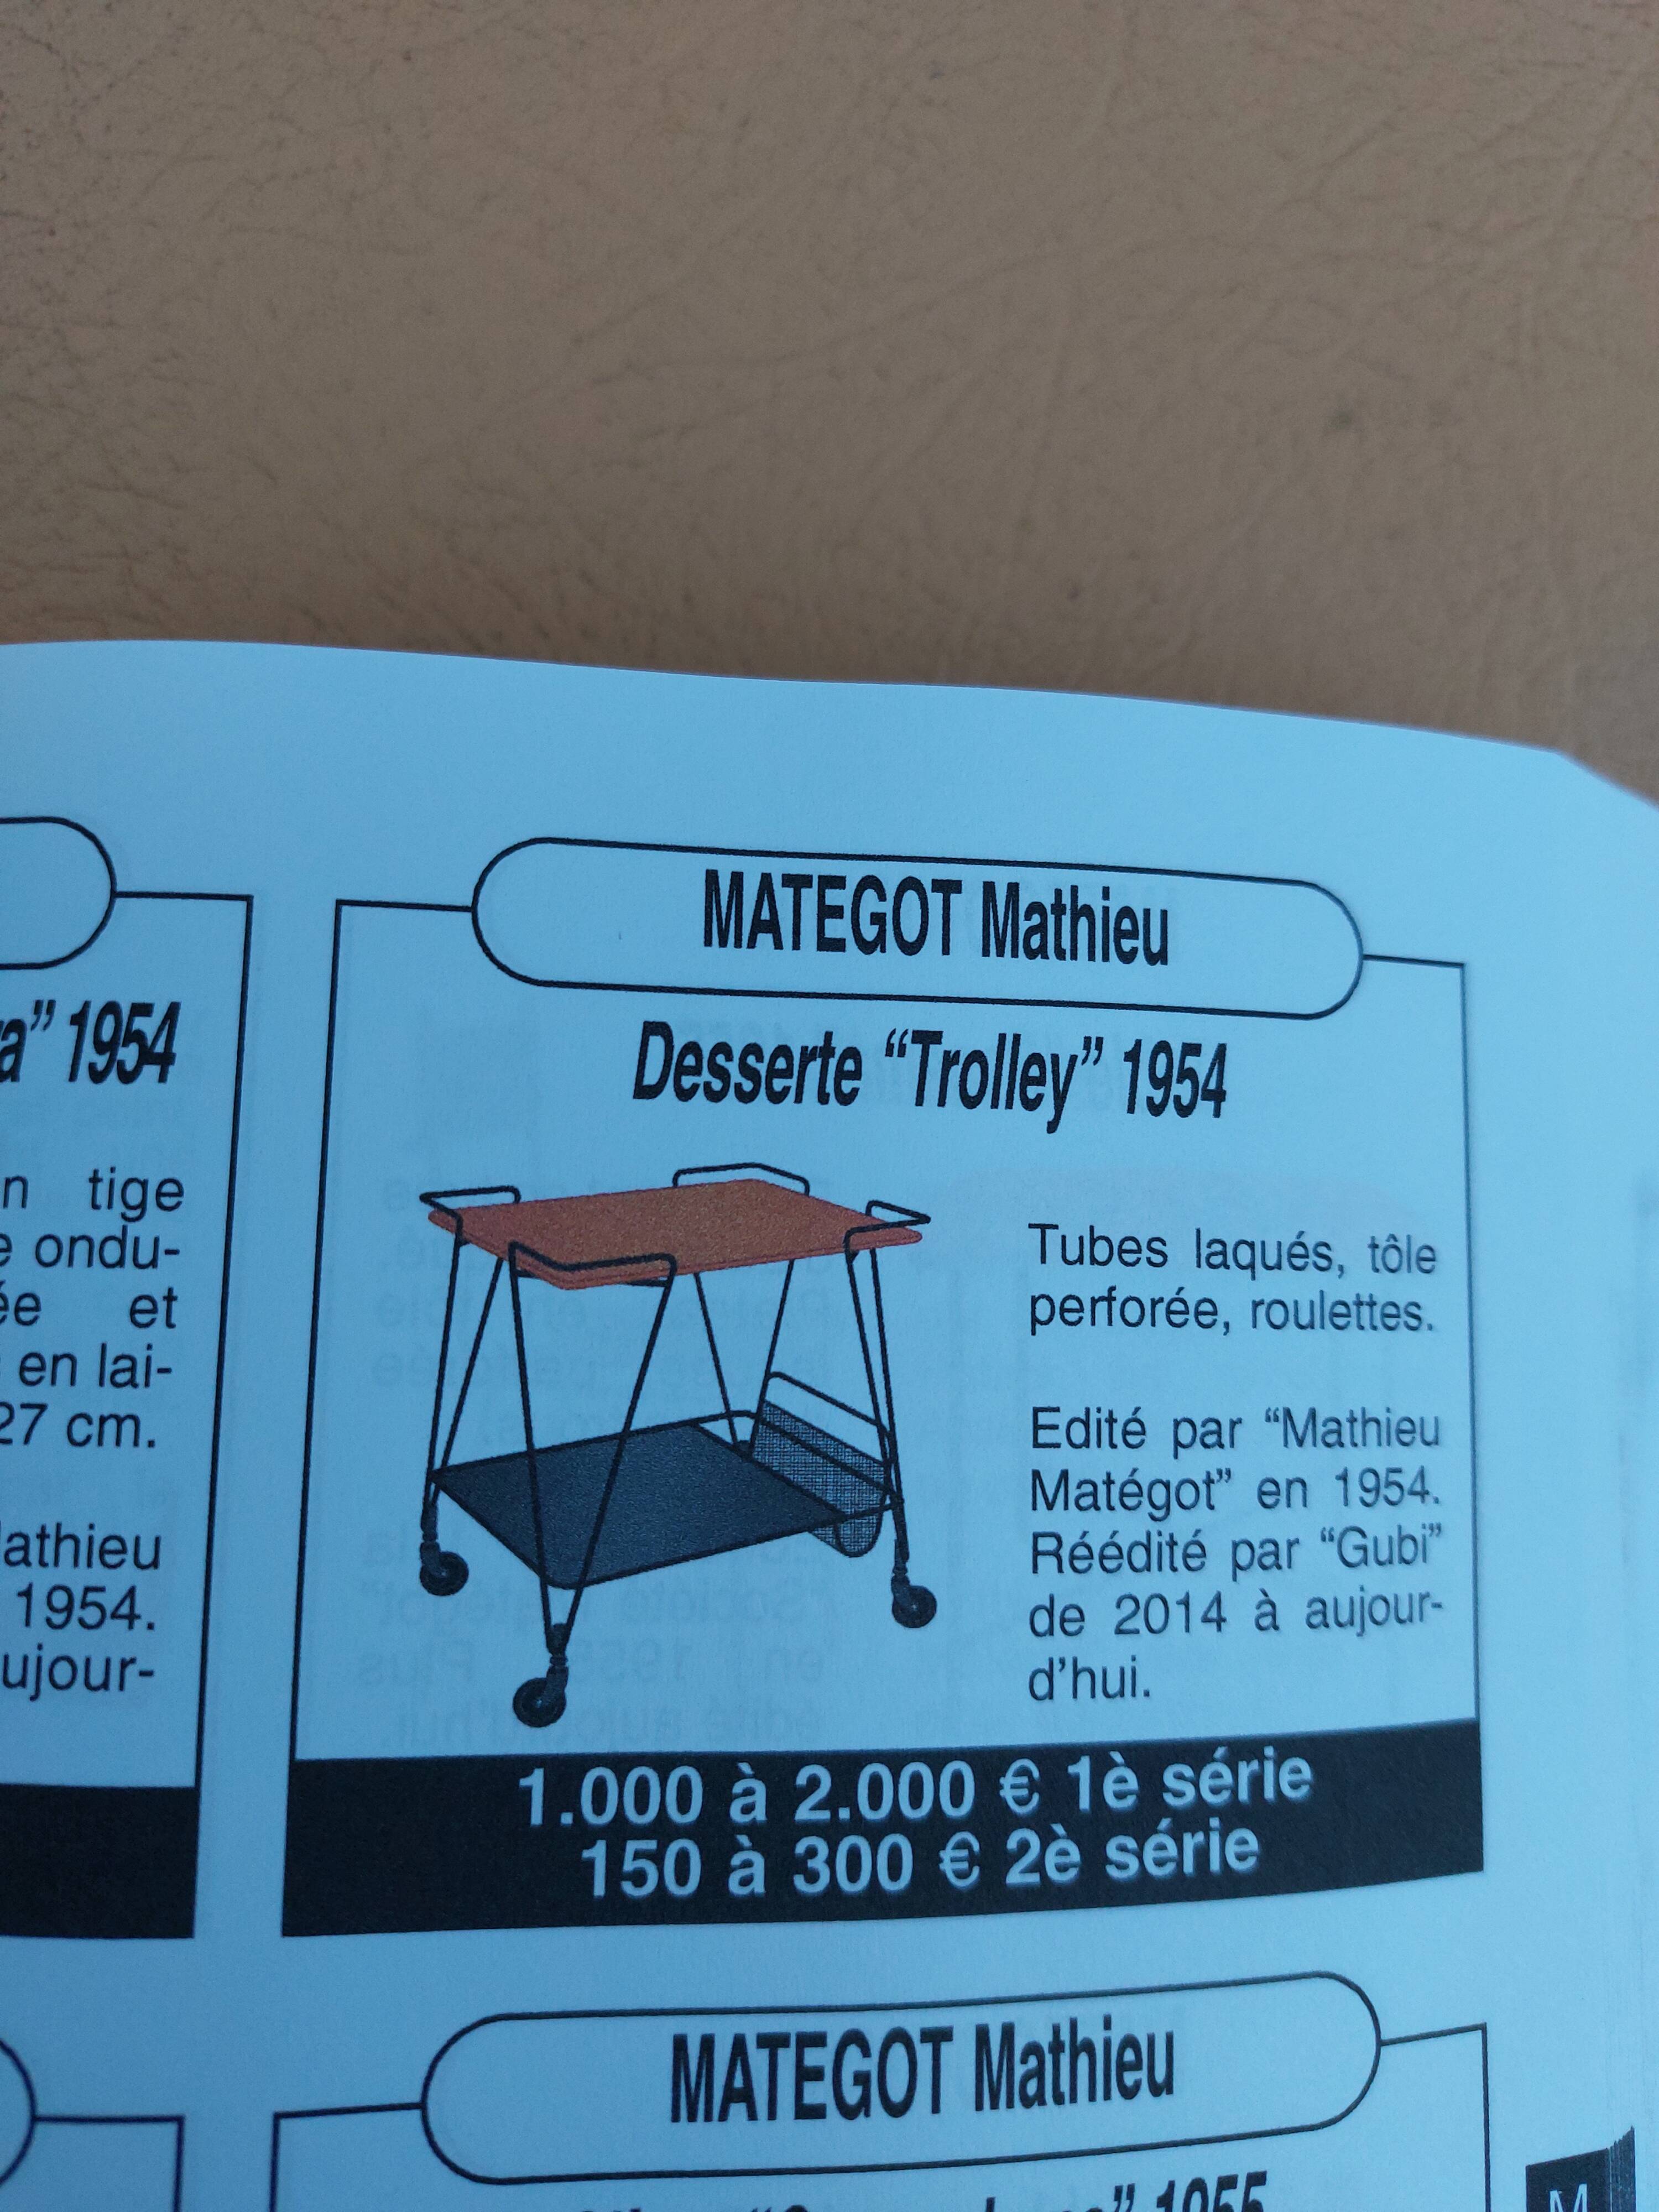 a” 1954
n tige
e ondu-
ée et
en lai-
27 cm.
athieu
1954.
ujour-
MATEGOT Mathieu
Desserte “Trolley” 1954
Tubes laqués, tôle
perforée, roulettes.
Edité par “Mathieu
Matégot” en 1954.
Réédité par “Gubi”
de 2014 à aujour-
d’hui.
1.000 à 2.000 € 1è série
150 à 300 € 2è série
MATEGOT Mathieu
1955
M